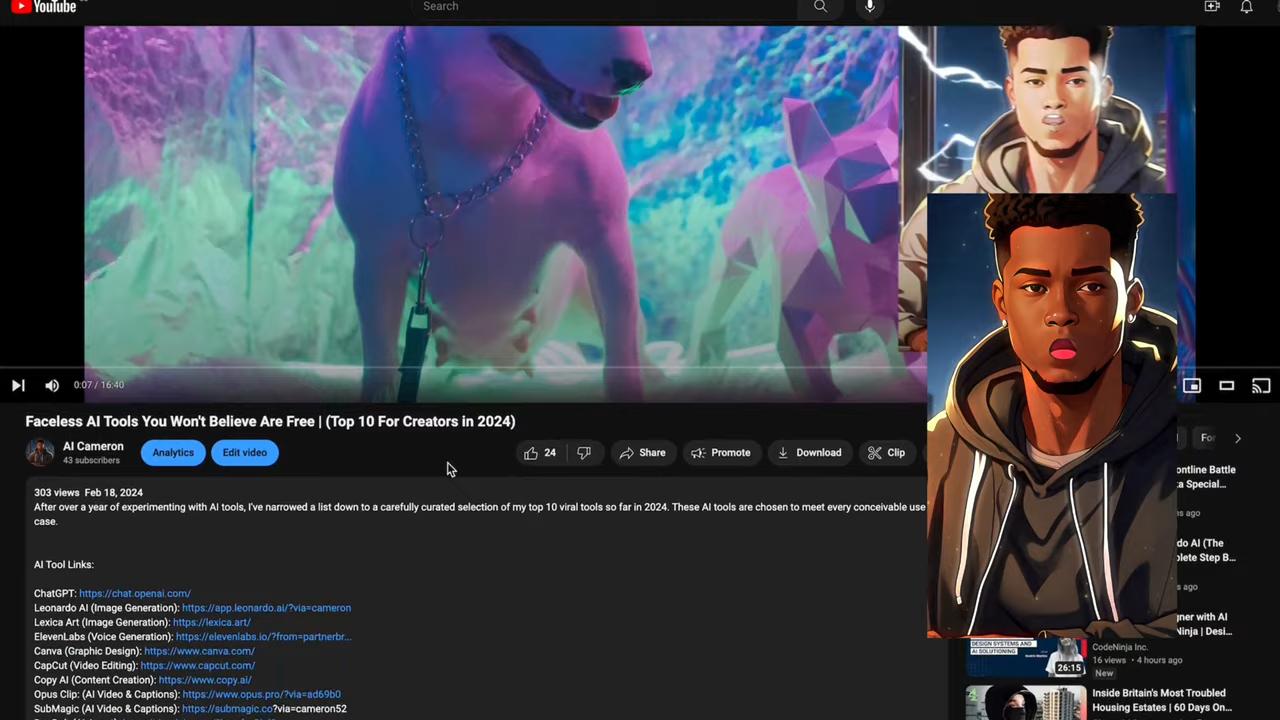 YouTube
Search
0:07 / 16:40
Faceless AI Tools You Won't Believe Are Free | (Top 10 For Creators in 2024)
AI Cameron
43 subscribers
Analytics
Edit video
24
Share
Promote
Download
Clip
For
303 views Feb 18, 2024
After over a year of experimenting with AI tools, I've narrowed a list down to a carefully curated selection of my top 10 viral tools so far in 2024. These AI tools are chosen to meet every conceivable use
case.
AI Tool Links:
ChatGPT: https://chat.openai.com/
Leonardo AI (Image Generation): https://app.leonardo.ai/?via=cameron
Lexica Art (Image Generation): https://lexica.art/
ElevenLabs (Voice Generation): https://elevenlabs.io/?from=partnerbr...
Canva (Graphic Design): https://www.canva.com/
CapCut (Video Editing): https://www.capcut.com/
Copy AI (Content Creation): https://www.copy.ai/
Opus Clip: (AI Video & Captions): https://www.opus.pro/?via=ad69b0
SubMagic (AI Video & Captions): https://submagic.co?via=cameron52
ontline Battle
ta Special...
s ago
do AI (The
plete Step B...
s ago
gner with AI
Ninja | Desi...
CodeNinja Inc.
16 views • 4 hours ago
New
DESIGN SYSTEMS AND
AI SOLUTIONING
26:15
Inside Britain's Most Troubled
Housing Estates | 60 Days On...